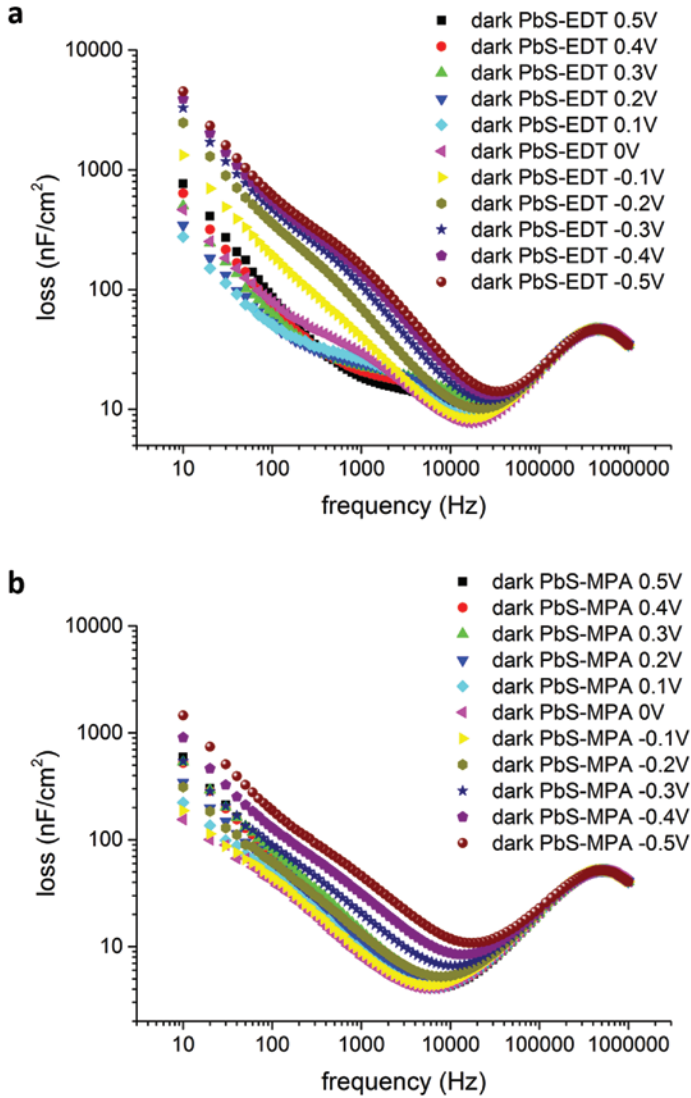 a
dark PbS-EDT 0.5V
dark PbS-EDT 0.4V
dark PbS-EDT 0.3V
dark PbS-EDT 0.2V
dark PbS-EDT 0.1V
dark PbS-EDT 0V
dark PbS-EDT -0.1V
dark PbS-EDT -0.2V
dark PbS-EDT -0.3V
dark PbS-EDT -0.4V
dark PbS-EDT -0.5V
10000
1000
100
10
loss (nF/cm²)
10 100 1000 10000 100000 1000000
frequency (Hz)
b
dark PbS-MPA 0.5V
dark PbS-MPA 0.4V
dark PbS-MPA 0.3V
dark PbS-MPA 0.2V
dark PbS-MPA 0.1V
dark PbS-MPA 0V
dark PbS-MPA -0.1V
dark PbS-MPA -0.2V
dark PbS-MPA -0.3V
dark PbS-MPA -0.4V
dark PbS-MPA -0.5V
10000
1000
100
10
loss (nF/cm²)
10 100 1000 10000 100000 1000000
frequency (Hz)